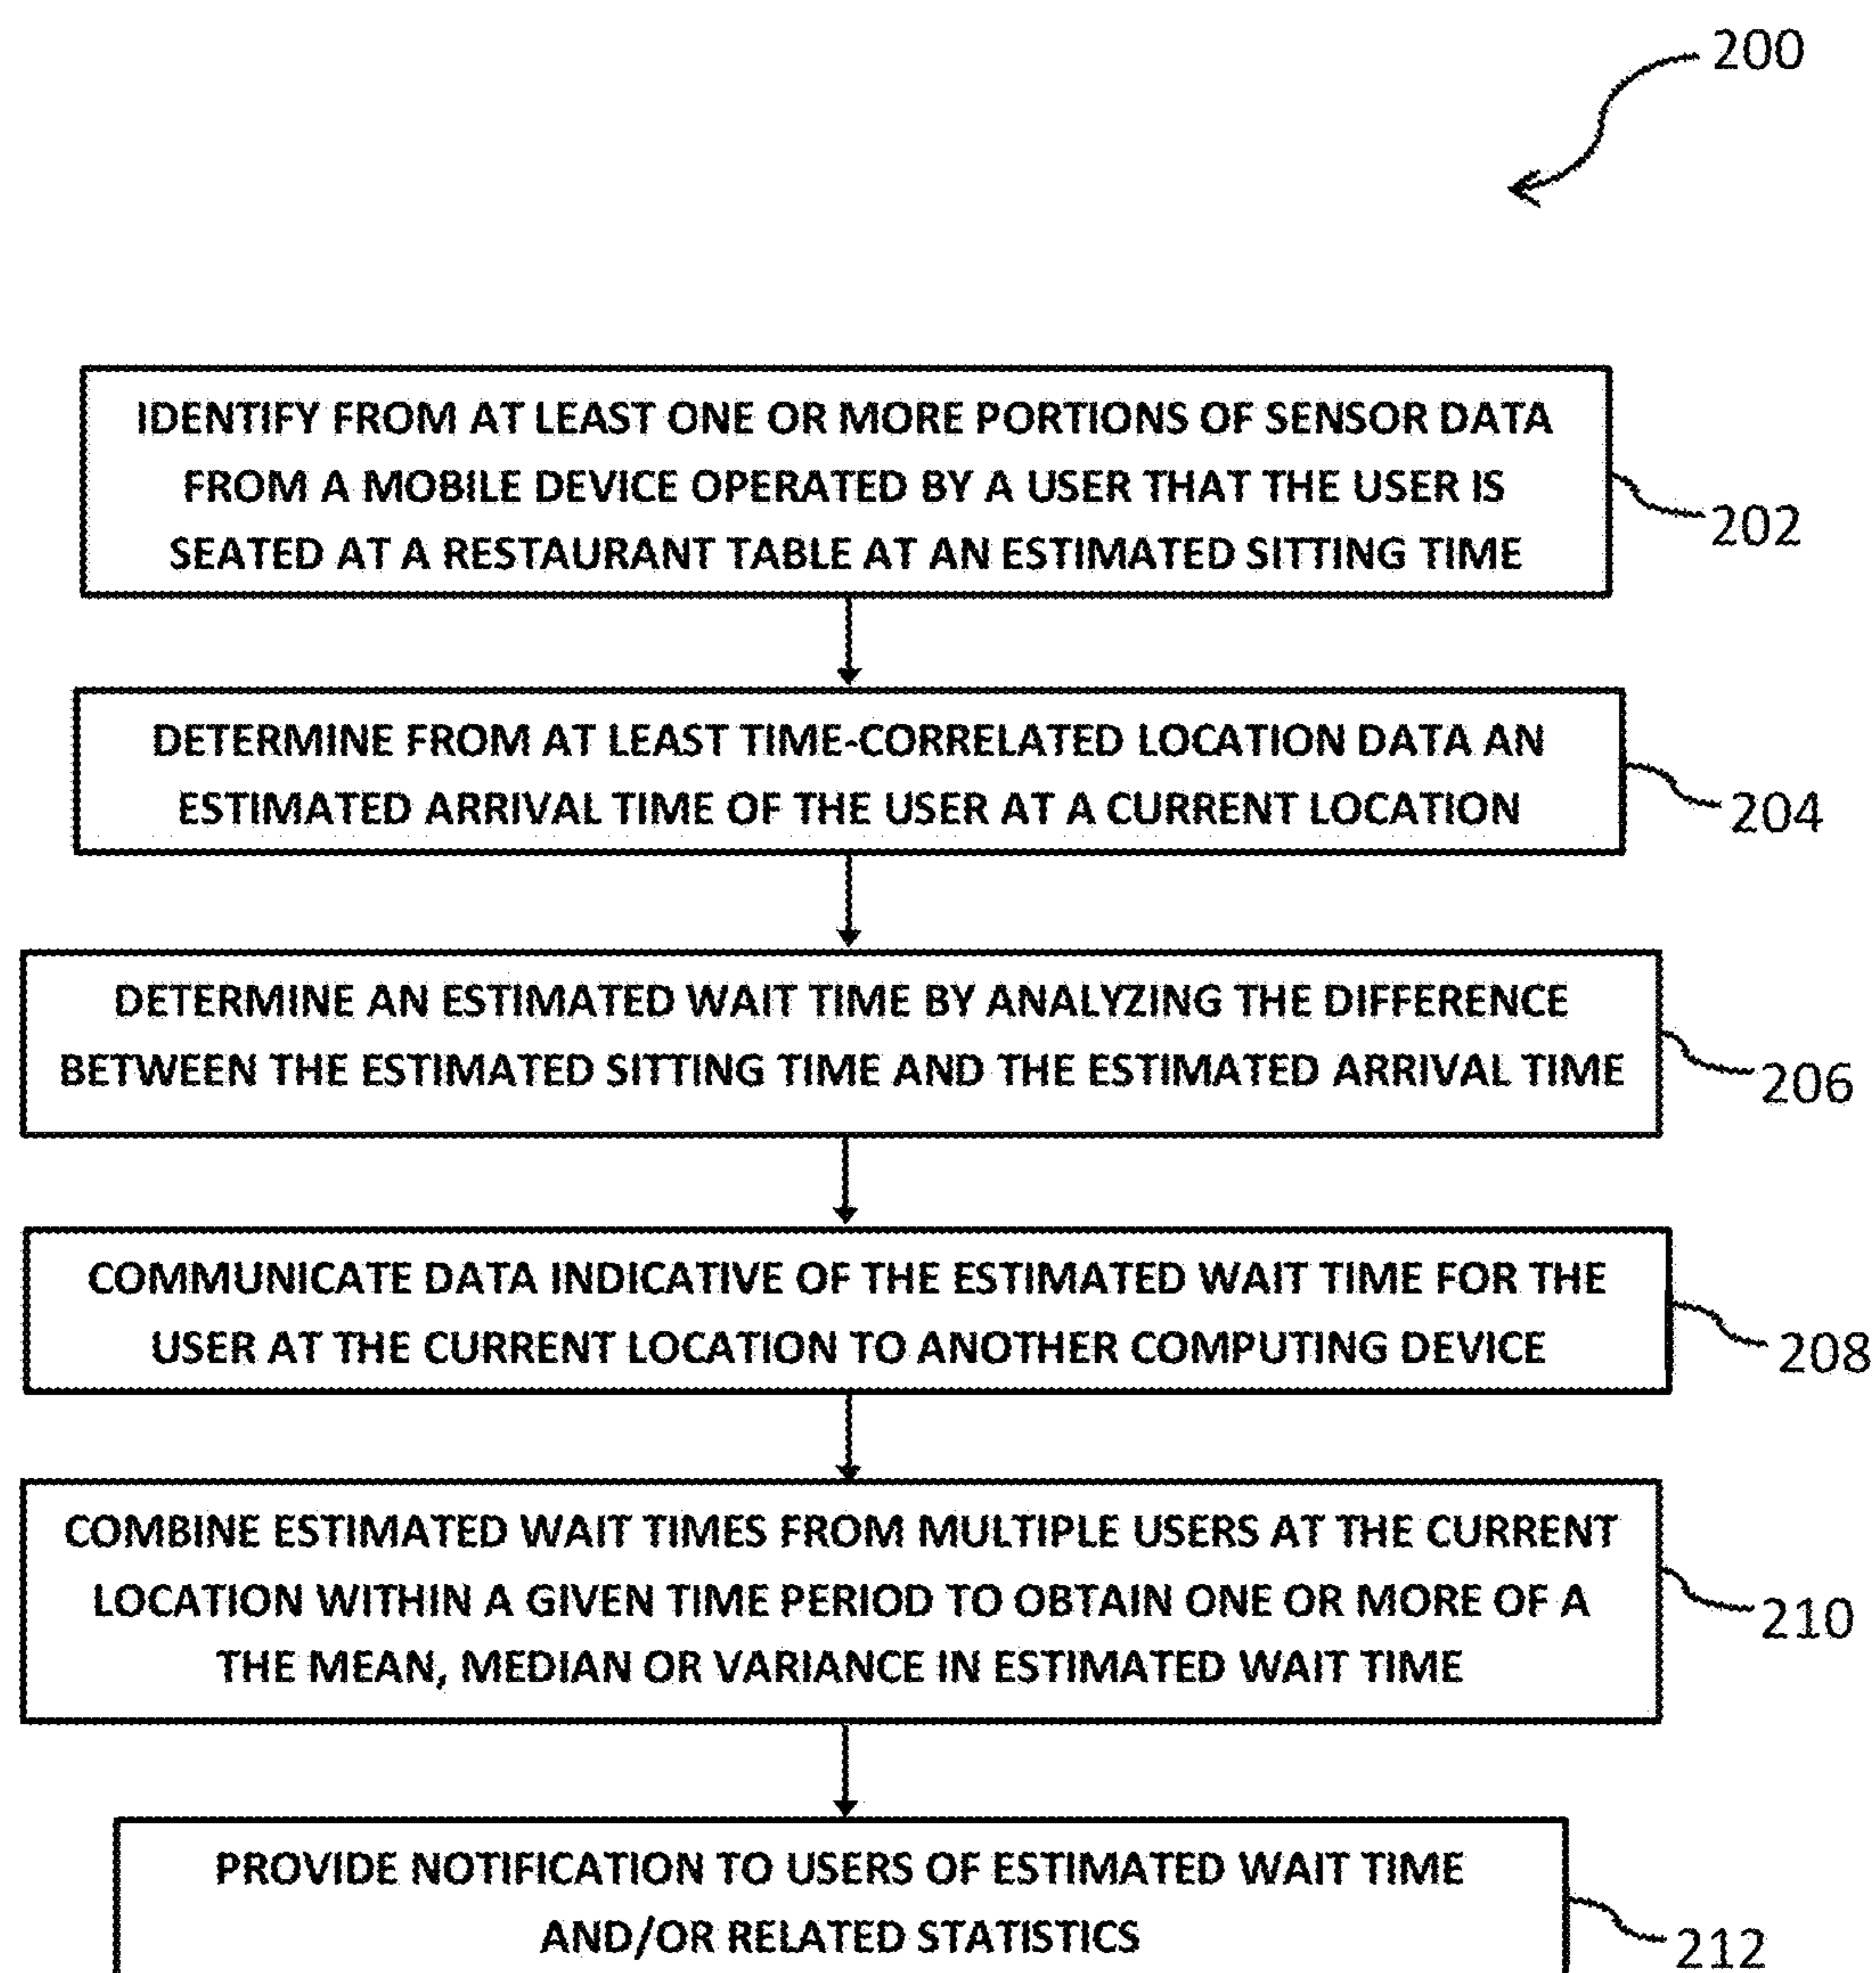 200
IDENTIFY FROM AT LEAST ONE OR MORE PORTIONS OF SENSOR DATA
FROM A MOBILE DEVICE OPERATED BY A USER THAT THE USER IS
SEATED AT A RESTAURANT TABLE AT AN ESTIMATED SITTING TIME
202
DETERMINE FROM AT LEAST TIME-CORRELATED LOCATION DATA AN
ESTIMATED ARRIVAL TIME OF THE USER AT A CURRENT LOCATION
204
DETERMINE AN ESTIMATED WAIT TIME BY ANALYZING THE DIFFERENCE
BETWEEN THE ESTIMATED SITTING TIME AND THE ESTIMATED ARRIVAL TIME
206
COMMUNICATE DATA INDICATIVE OF THE ESTIMATED WAIT TIME FOR THE
USER AT THE CURRENT LOCATION TO ANOTHER COMPUTING DEVICE
208
COMBINE ESTIMATED WAIT TIMES FROM MULTIPLE USERS AT THE CURRENT
LOCATION WITHIN A GIVEN TIME PERIOD TO OBTAIN ONE OR MORE OF A
THE MEAN, MEDIAN OR VARIANCE IN ESTIMATED WAIT TIME
210
PROVIDE NOTIFICATION TO USERS OF ESTIMATED WAIT TIME
AND/OR RELATED STATISTICS
212